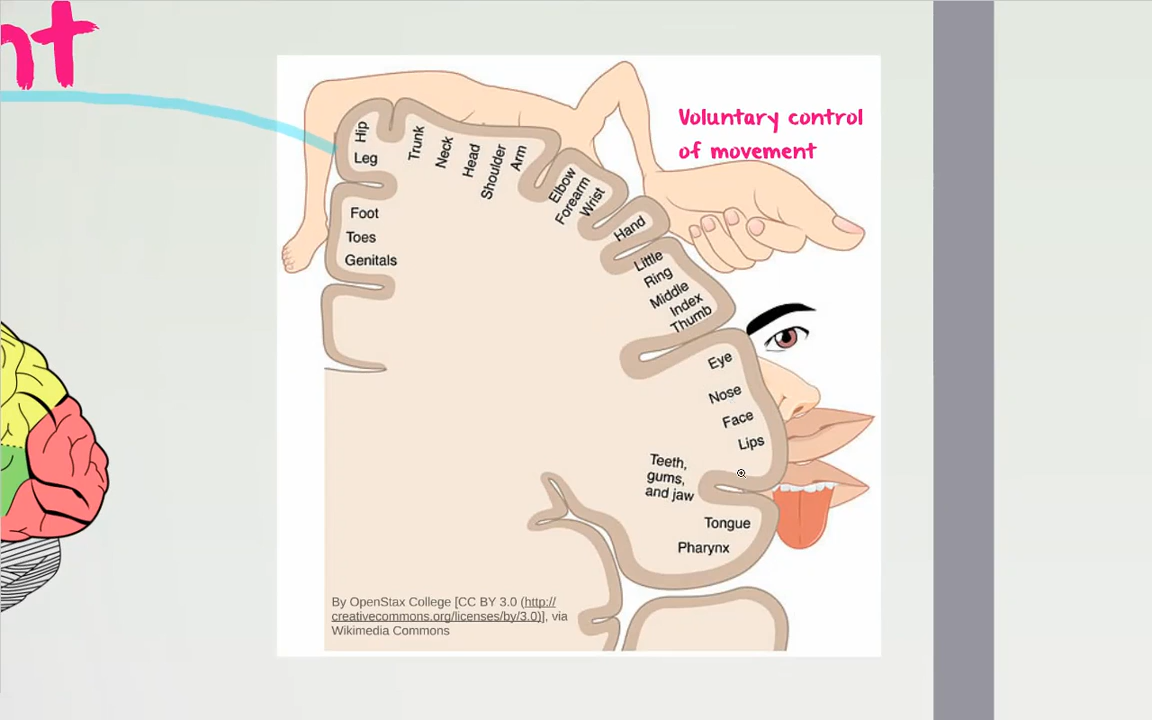 nt
Voluntary control
of movement
Hip
Leg
Foot
Toes
Genitals
Trunk
Neck
Head
Shoulder
Arm
Elbow
Forearm
Wrist
Hand
Little
Ring
Middle
Index
Thumb
Eye
Nose
Face
Lips
Teeth,
gums,
and jaw
Tongue
Pharynx
By OpenStax College [CC BY 3.0 (http://
creativecommons.org/licenses/by/3.0)], via
Wikimedia Commons